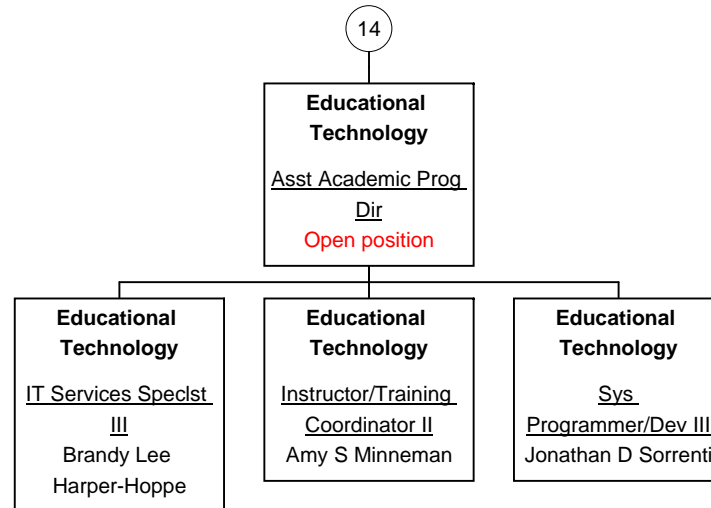 14
Educational
Technology
Asst Academic Prog
Dir
Open position
Educational
Technology
IT Services Speclst
III
Brandy Lee
Harper-Hoppe
Educational
Technology
Instructor/Training
Coordinator II
Amy S Minneman
Educational
Technology
Sys
Programmer/Dev III
Jonathan D Sorrenti